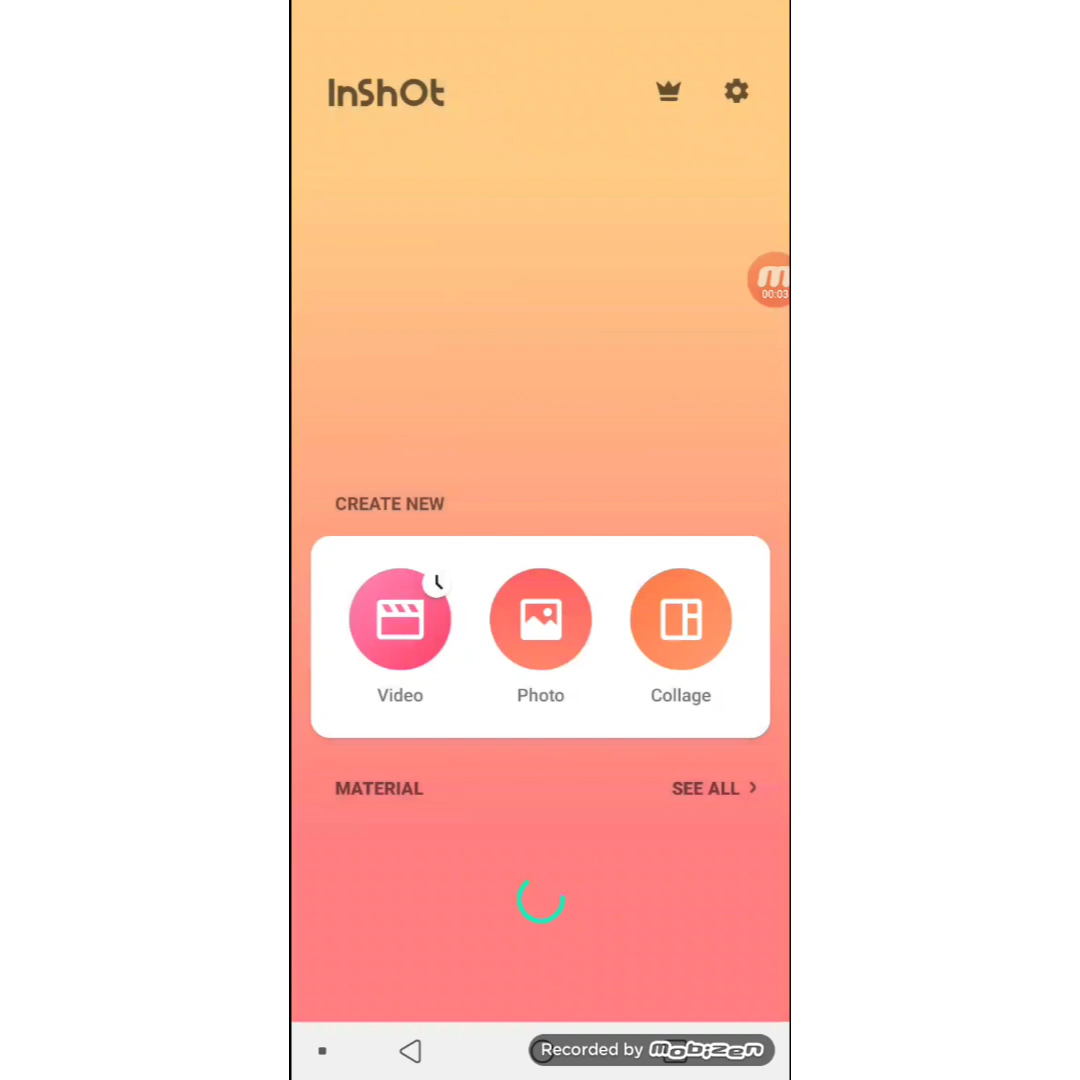 InShOt
00:03
CREATE NEW
Video
Photo
Collage
MATERIAL
SEE ALL
Recorded by mobizen